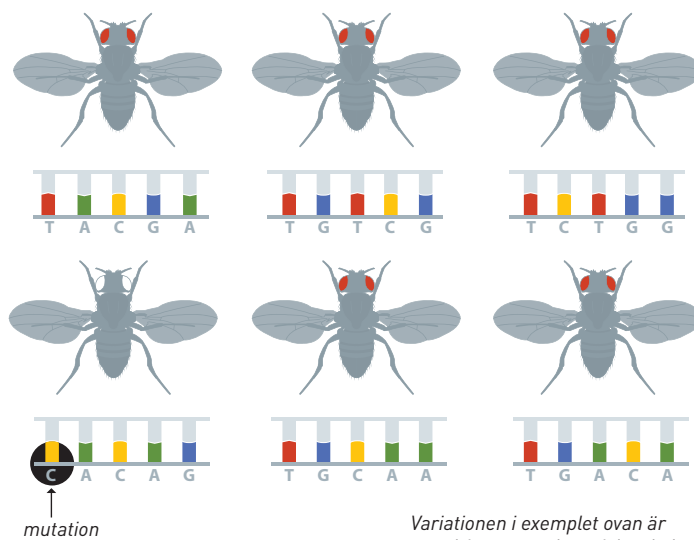 T A C G A
T G T C G
T C T G G
C A C A G
T G C A A
T G A C A
mutation
Variationen i exemplet ovan är